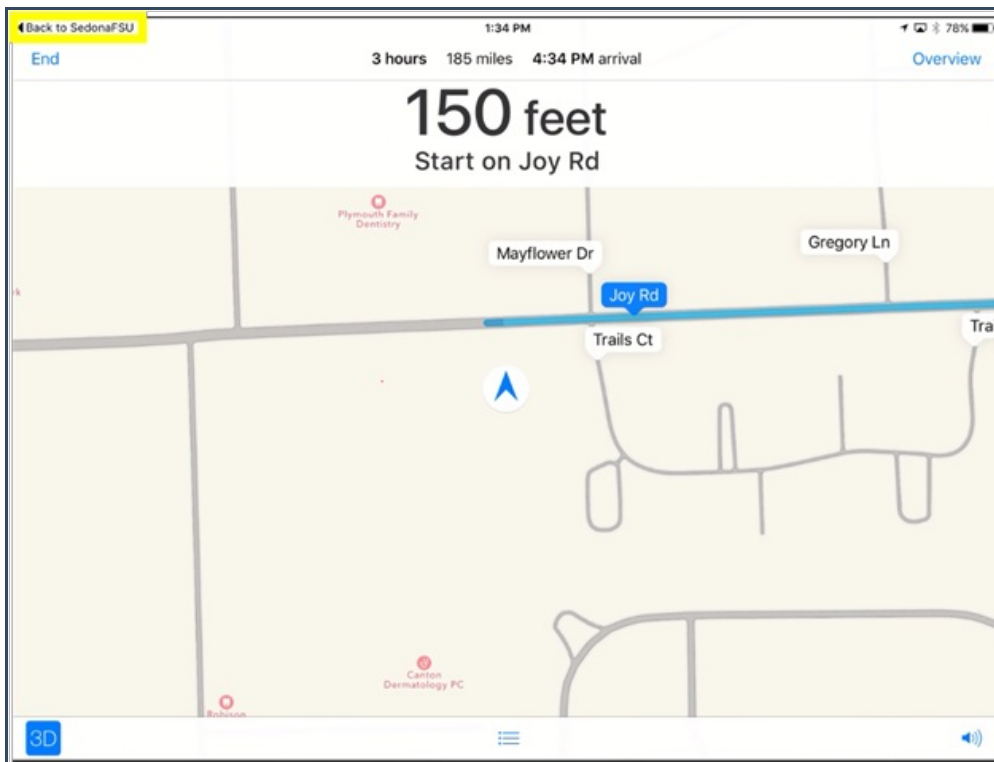 Back to SedonaFSU
1:34 PM
78%
End
3 hours 185 miles 4:34 PM arrival
Overview
150 feet
Start on Joy Rd
Plymouth Family
Dentistry
Mayflower Dr
Gregory Ln
Joy Rd
Trails Ct
Tra
k
Canton
Dermatology PC
Robison
3D